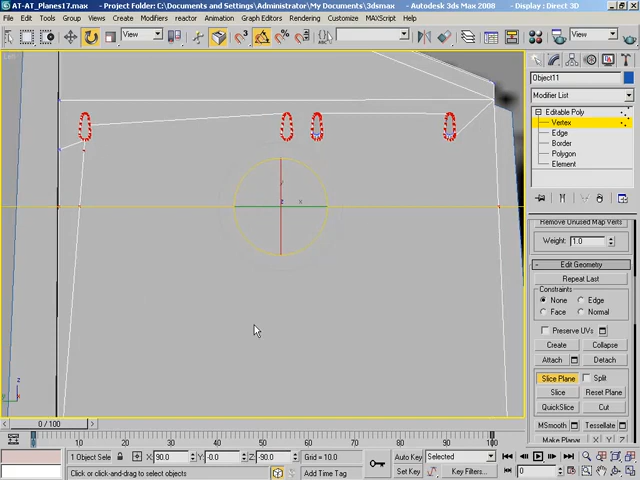 AT-AT_Planes17.max - Project Folder: C:\Documents and Settings\Administrator\My Documents\3dsmax - Autodesk 3ds Max 2008 - Display : Direct 3D
File Edit Tools Group Views Create Modifiers reactor Animation Graph Editors Rendering Customize MAXScript Help
View
View
Object11
Modifier List
Editable Poly
Vertex
Edge
Border
Polygon
Element
Remove Unused Map Verts
Weight: 1.0
Edit Geometry
Repeat Last
Constraints
None Edge
Face Normal
Preserve UVs
Create Collapse
Attach Detach
Slice Plane Split
Slice Reset Plane
QuickSlice Cut
MSmooth Tessellate
Make Planar X Y Z
0 / 100
0 10 20 30 40 50 60 70 80 90 100
1 Object Sele X: 90.0 Y: -0.0 Z: -90.0 Grid = 10.0 Auto Key Selected
Click or click-and-drag to select objects Add Time Tag Set Key Key Filters... 0